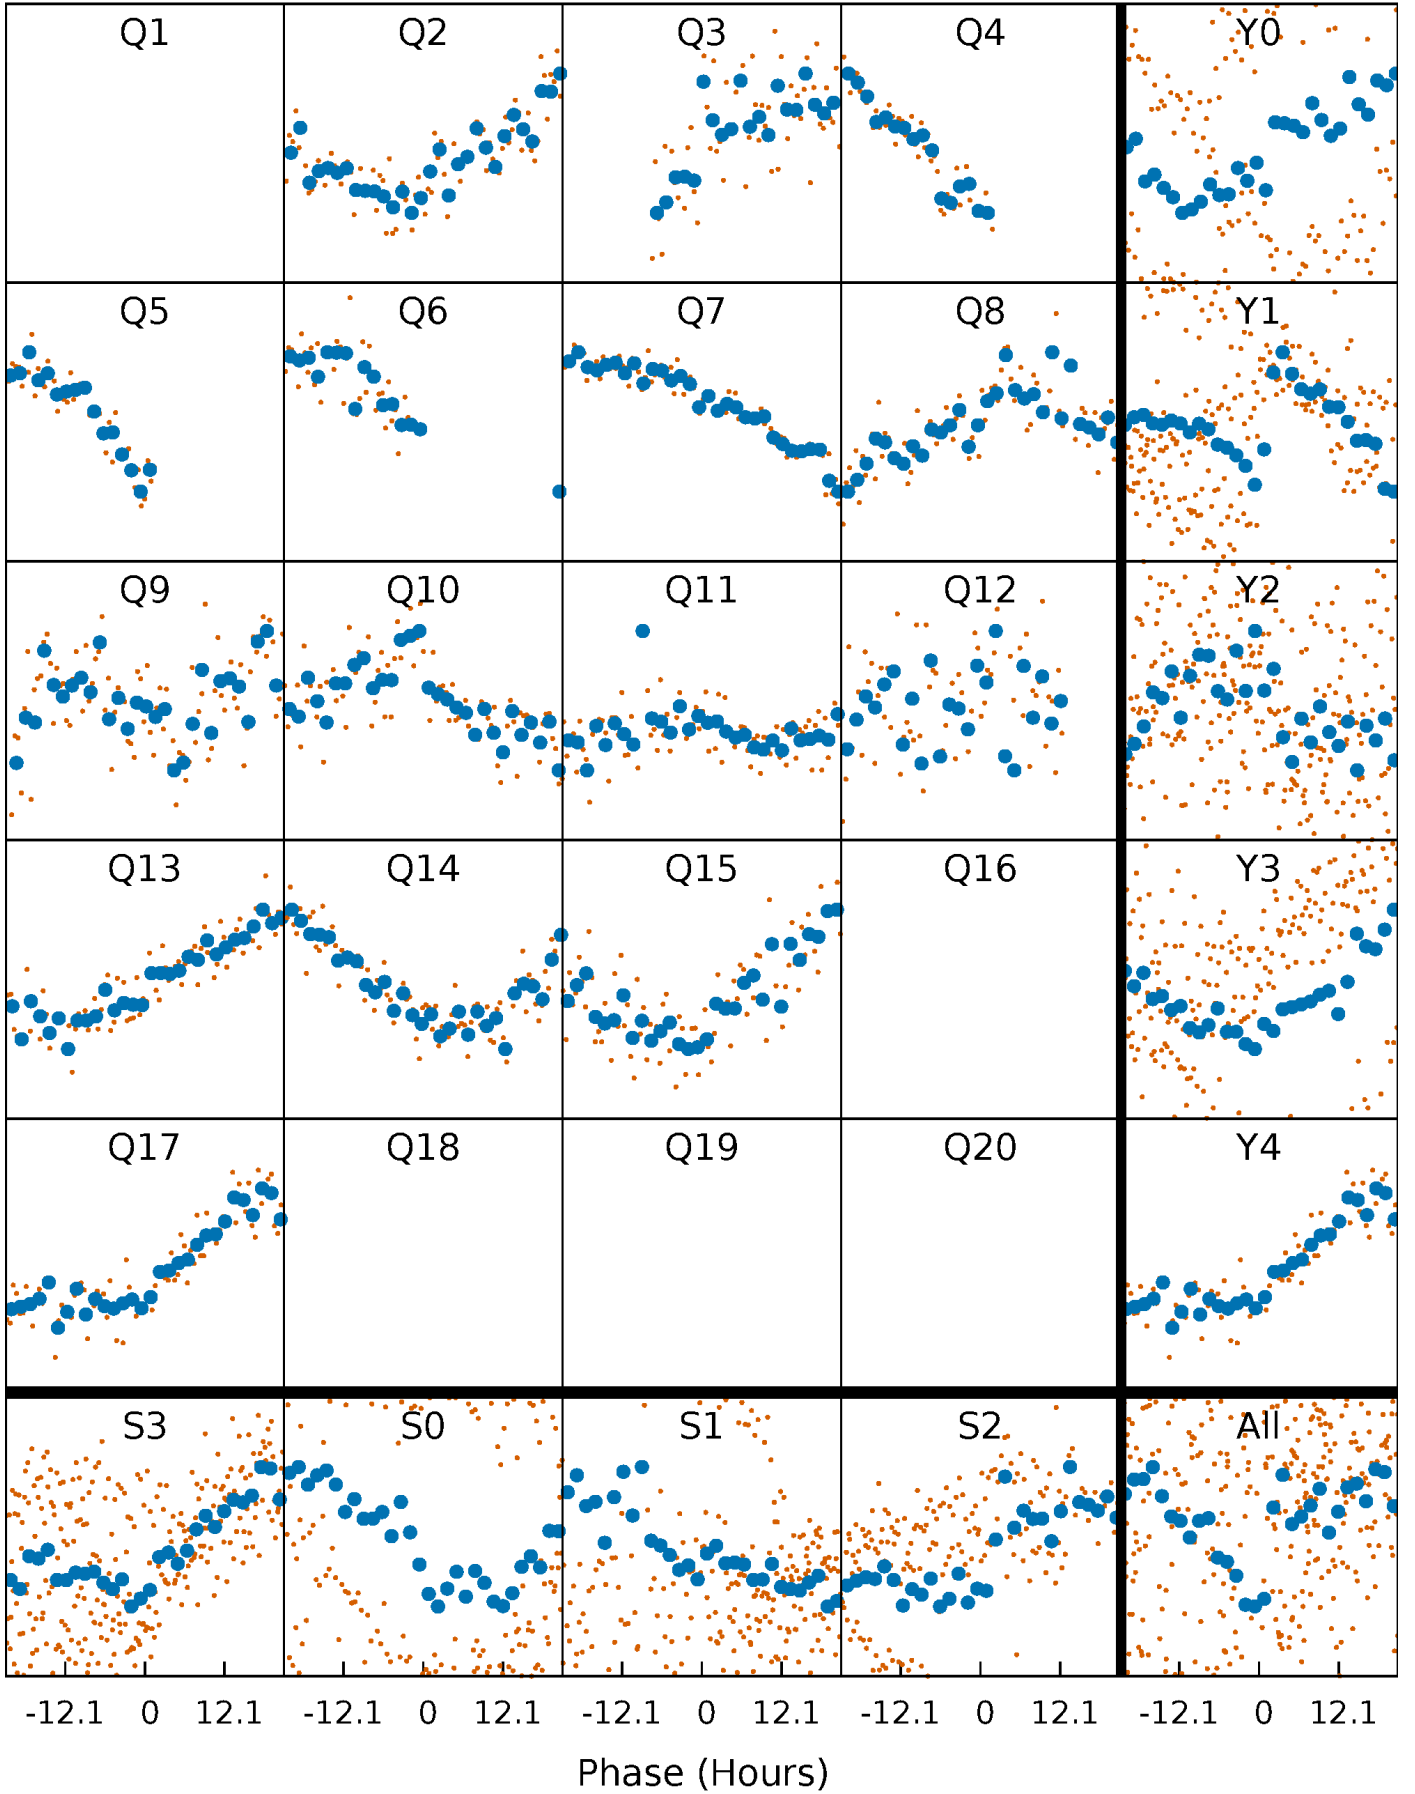 Q1 Q2 Q3 Q4 Y0
Q5 Q6 Q7 Q8 Y1
Q9 Q10 Q11 Q12 Y2
Q13 Q14 Q15 Q16 Y3
Q17 Q18 Q19 Q20 Y4
S3 S0 S1 S2 All
-12.1 0 12.1 -12.1 0 12.1 -12.1 0 12.1 -12.1 0 12.1 -12.1 0 12.1
Phase (Hours)